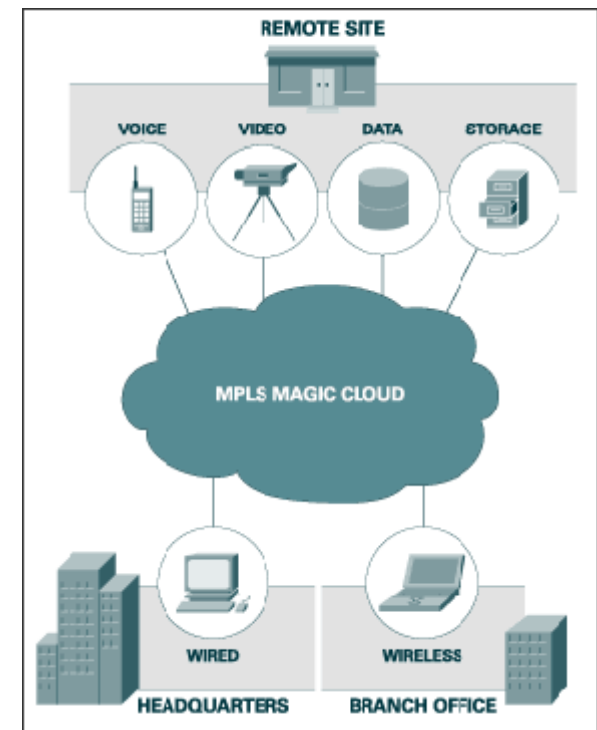 REMOTE SITE
VOICE
VIDEO
DATA
STORAGE
MPLS MAGIC CLOUD
WIRED
WIRELESS
HEADQUARTERS
BRANCH OFFICE